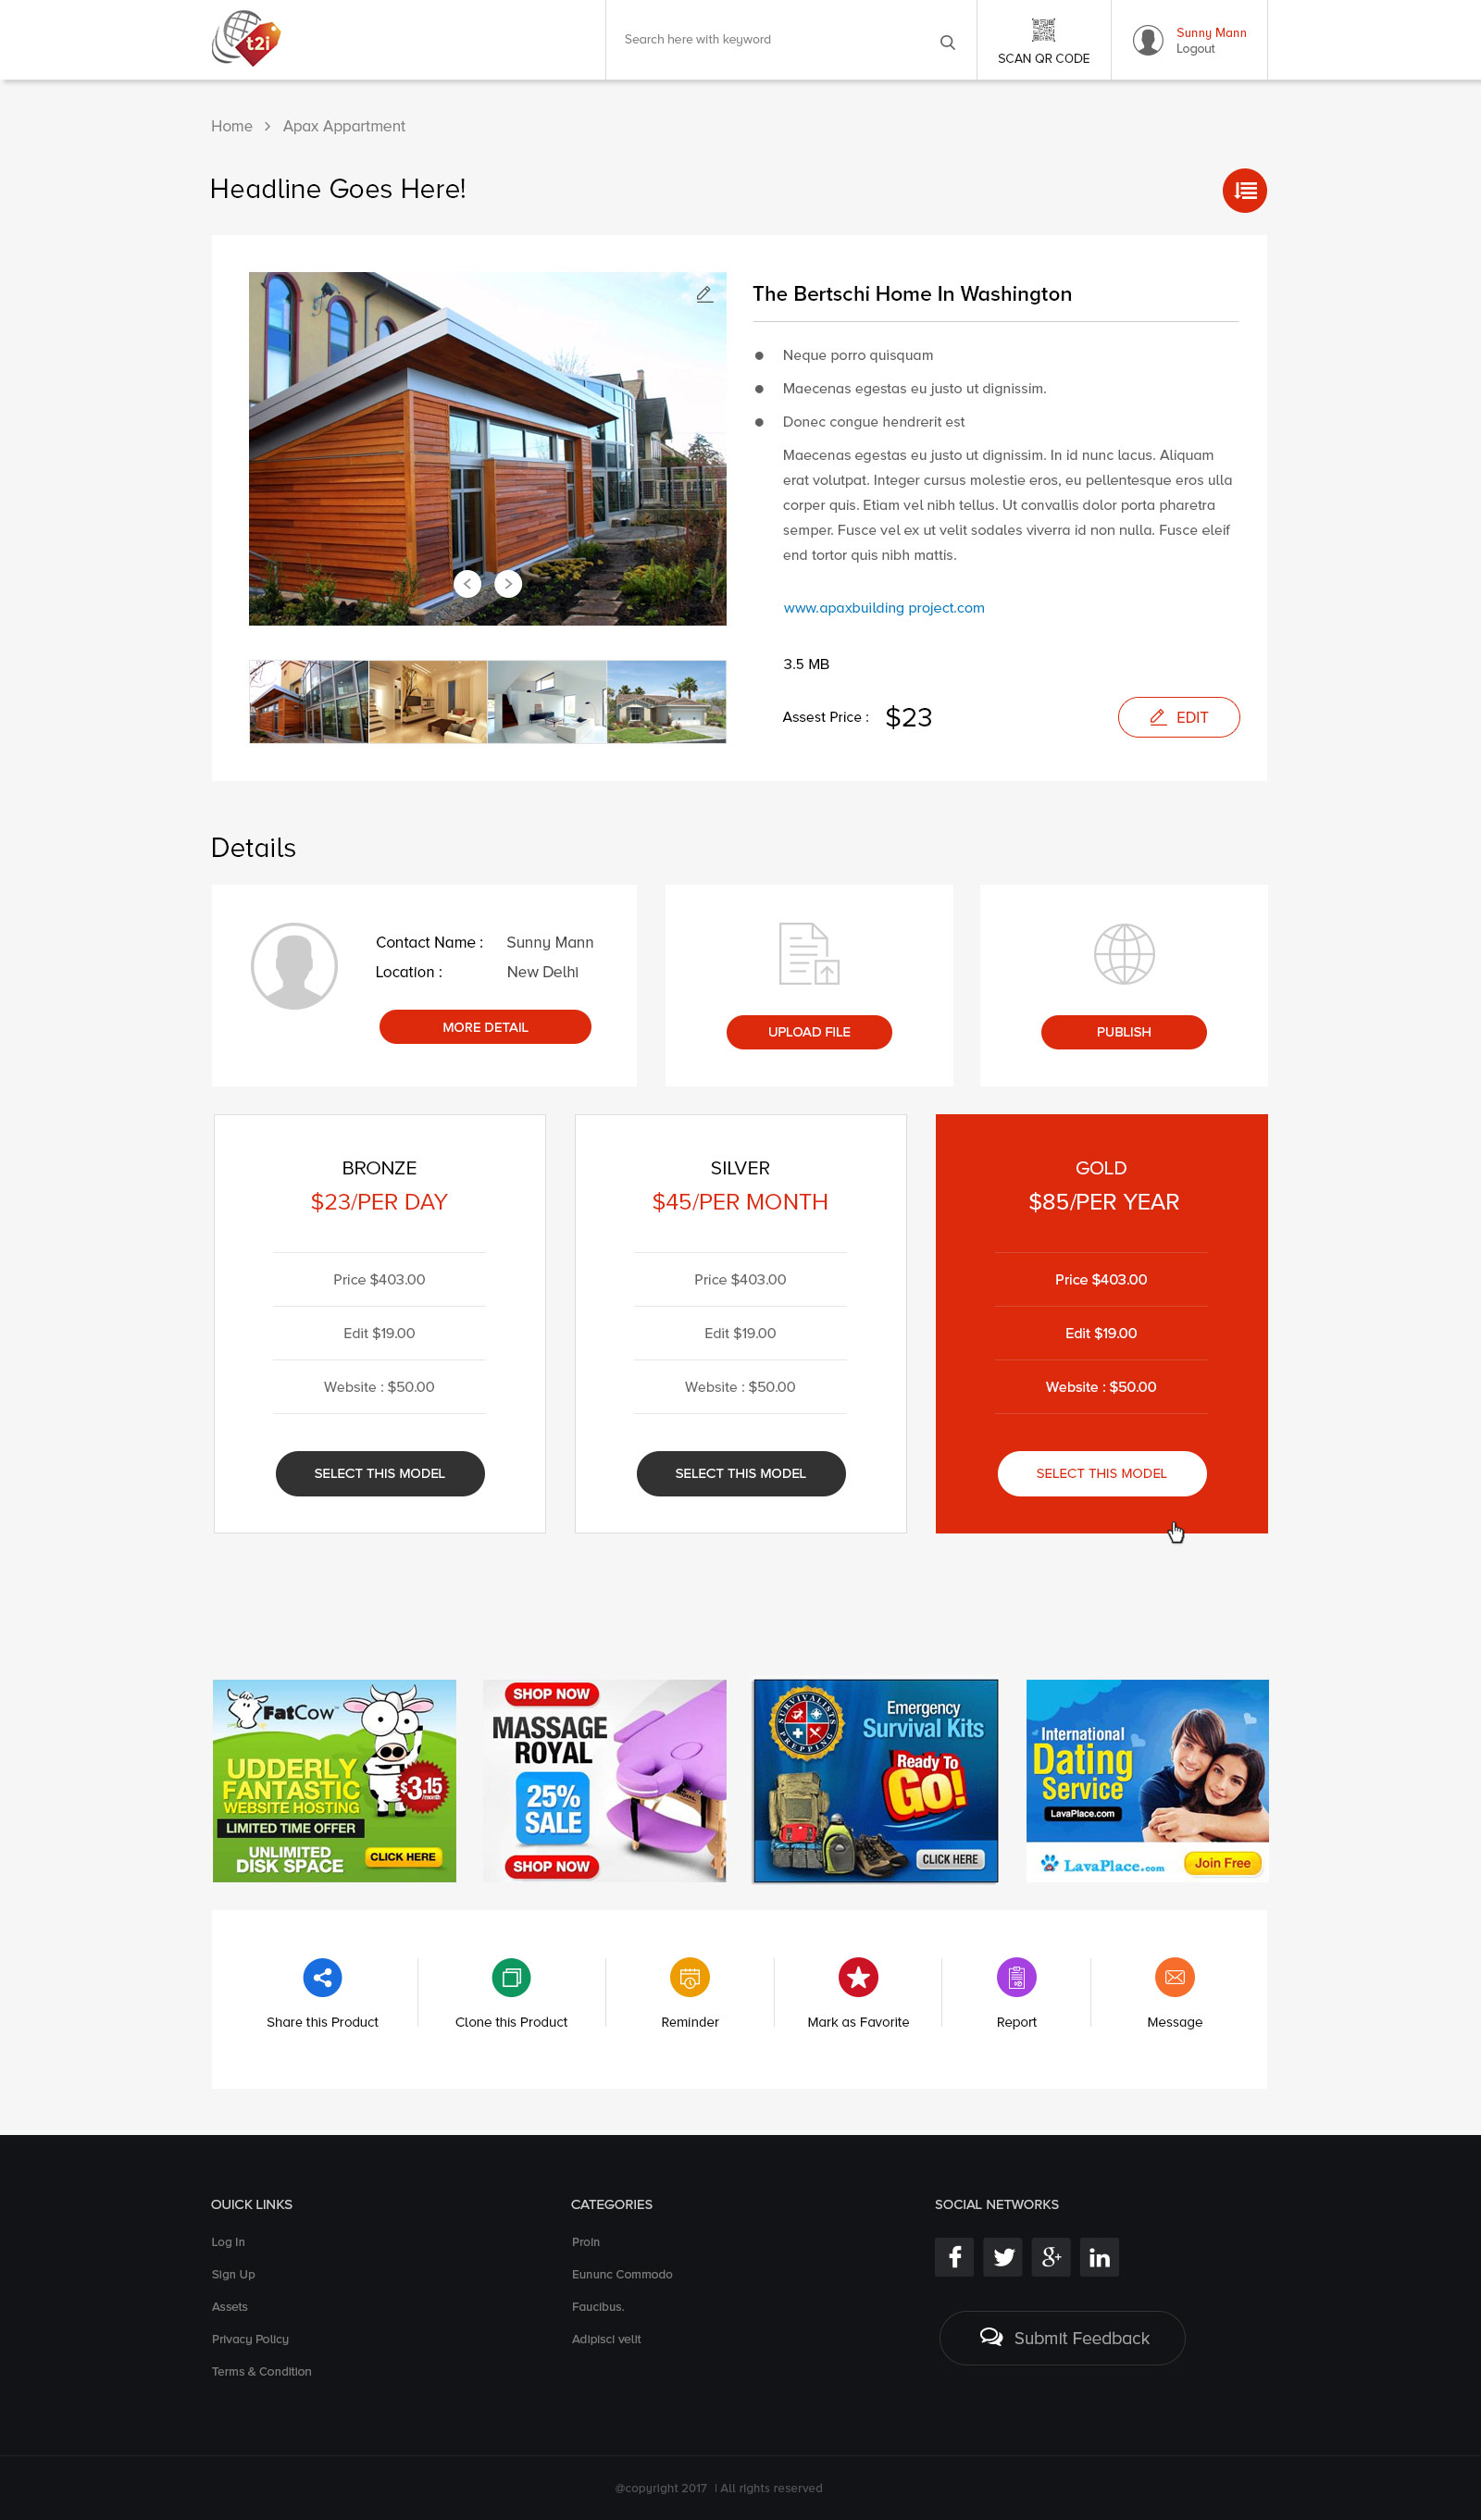 t2i
Search here with keyword
SCAN QR CODE
Sunny Mann
Logout
Home > Apax Appartment
Headline Goes Here!
The Bertschi Home In Washington
Neque porro quisquam
Maecenas egestas eu justo ut dignissim.
Donec congue hendrerit est
Maecenas egestas eu justo ut dignissim. In id nunc lacus. Aliquam
erat volutpat. Integer cursus molestie eros, eu pellentesque eros ulla
corper quis. Etiam vel nibh tellus. Ut convallis dolor porta pharetra
semper. Fusce vel ex ut velit sodales viverra id non nulla. Fusce eleif
end tortor quis nibh mattis.
www.apaxbuilding project.com
3.5 MB
Assest Price : $23
EDIT
Details
Contact Name : Sunny Mann
Location : New Delhi
MORE DETAIL
UPLOAD FILE
PUBLISH
BRONZE
$23/PER DAY
Price $403.00
Edit $19.00
Website : $50.00
SELECT THIS MODEL
SILVER
$45/PER MONTH
Price $403.00
Edit $19.00
Website : $50.00
SELECT THIS MODEL
GOLD
$85/PER YEAR
Price $403.00
Edit $19.00
Website : $50.00
SELECT THIS MODEL
FatCow
UDDERLY
FANTASTIC
WEBSITE HOSTING
LIMITED TIME OFFER
$3.15
/month
UNLIMITED
DISK SPACE
CLICK HERE
SHOP NOW
MASSAGE
ROYAL
25%
SALE
SHOP NOW
SURVIVALISTS
PREPPING
Emergency
Survival Kits
Ready To
Go!
CLICK HERE
International
Dating
Service
LavaPlace.com
LavaPlace.com
Join Free
Share this Product
Clone this Product
Reminder
Mark as Favorite
Report
Message
OUICK LINKS
Log In
Sign Up
Assets
Privacy Policy
Terms & Condition
CATEGORIES
Proin
Eununc Commodo
Faucibus.
Adipisci velit
SOCIAL NETWORKS
f
g+
in
Submit Feedback
@copyright 2017 | All rights reserved